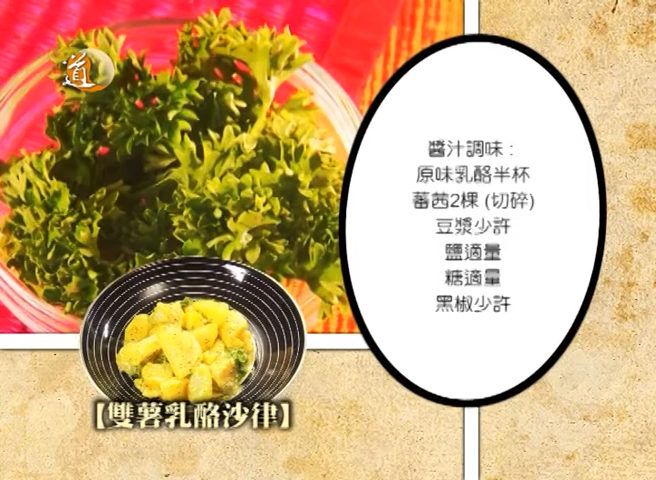 道
醬汁調味：
原味乳酪半杯
蕃茜2棵 (切碎)
豆漿少許
鹽適量
糖適量
黑椒少許
【雙薯乳酪沙律】